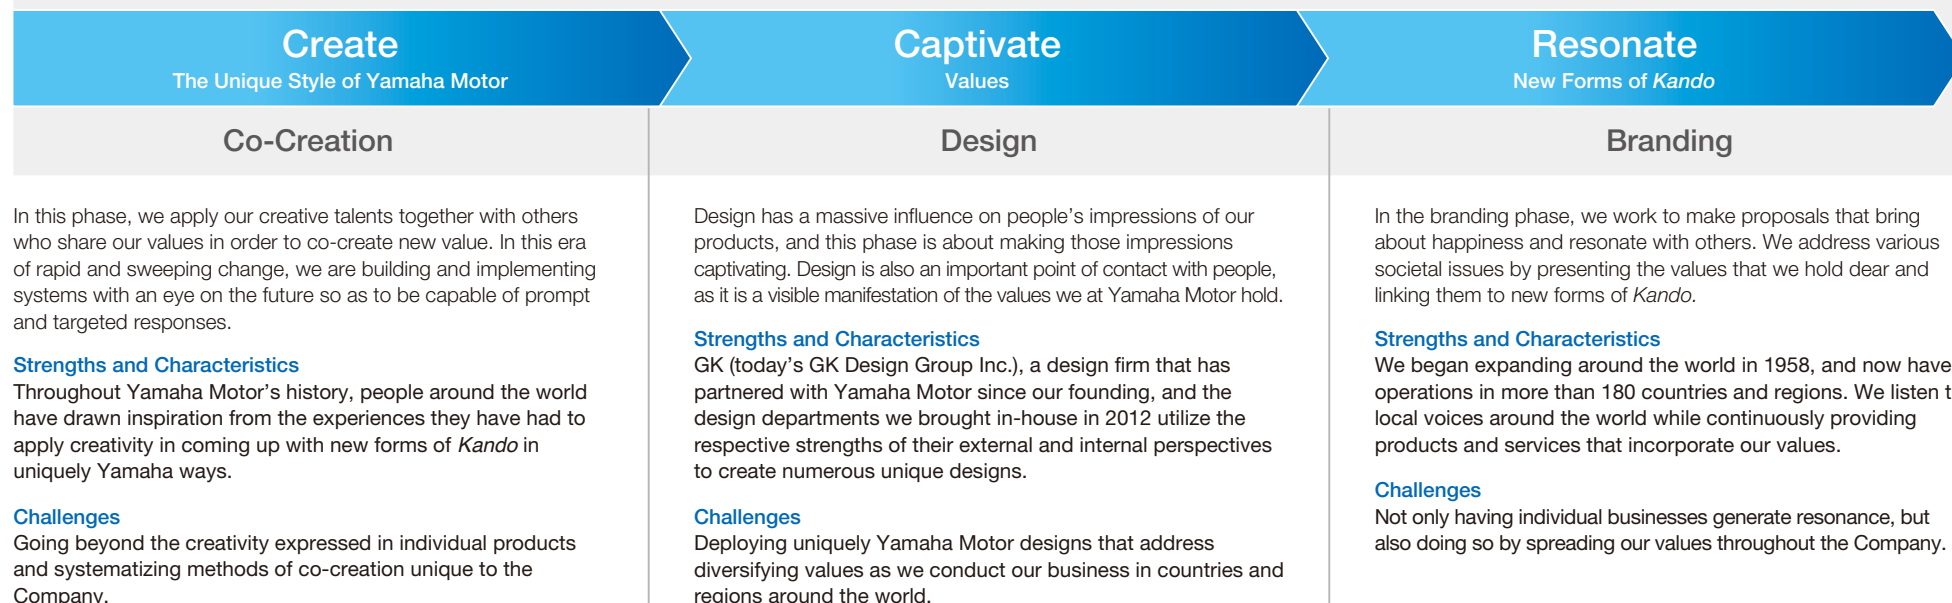 Create
The Unique Style of Yamaha Motor
Captivate
Values
Resonate
New Forms of Kando
Co-Creation
In this phase, we apply our creative talents together with others
who share our values in order to co-create new value. In this era
of rapid and sweeping change, we are building and implementing
systems with an eye on the future so as to be capable of prompt
and targeted responses.
Strengths and Characteristics
Throughout Yamaha Motor's history, people around the world
have drawn inspiration from the experiences they have had to
apply creativity in coming up with new forms of Kando in
uniquely Yamaha ways.
Challenges
Going beyond the creativity expressed in individual products
and systematizing methods of co-creation unique to the
Company.
Design
Design has a massive influence on people's impressions of our
products, and this phase is about making those impressions
captivating. Design is also an important point of contact with people,
as it is a visible manifestation of the values we at Yamaha Motor hold.
Strengths and Characteristics
GK (today's GK Design Group Inc.), a design firm that has
partnered with Yamaha Motor since our founding, and the
design departments we brought in-house in 2012 utilize the
respective strengths of their external and internal perspectives
to create numerous unique designs.
Challenges
Deploying uniquely Yamaha Motor designs that address
diversifying values as we conduct our business in countries and
regions around the world.
Branding
In the branding phase, we work to make proposals that bring
about happiness and resonate with others. We address various
societal issues by presenting the values that we hold dear and
linking them to new forms of Kando.
Strengths and Characteristics
We began expanding around the world in 1958, and now have
operations in more than 180 countries and regions. We listen
local voices around the world while continuously providing
products and services that incorporate our values.
Challenges
Not only having individual businesses generate resonance, but
also doing so by spreading our values throughout the Company.